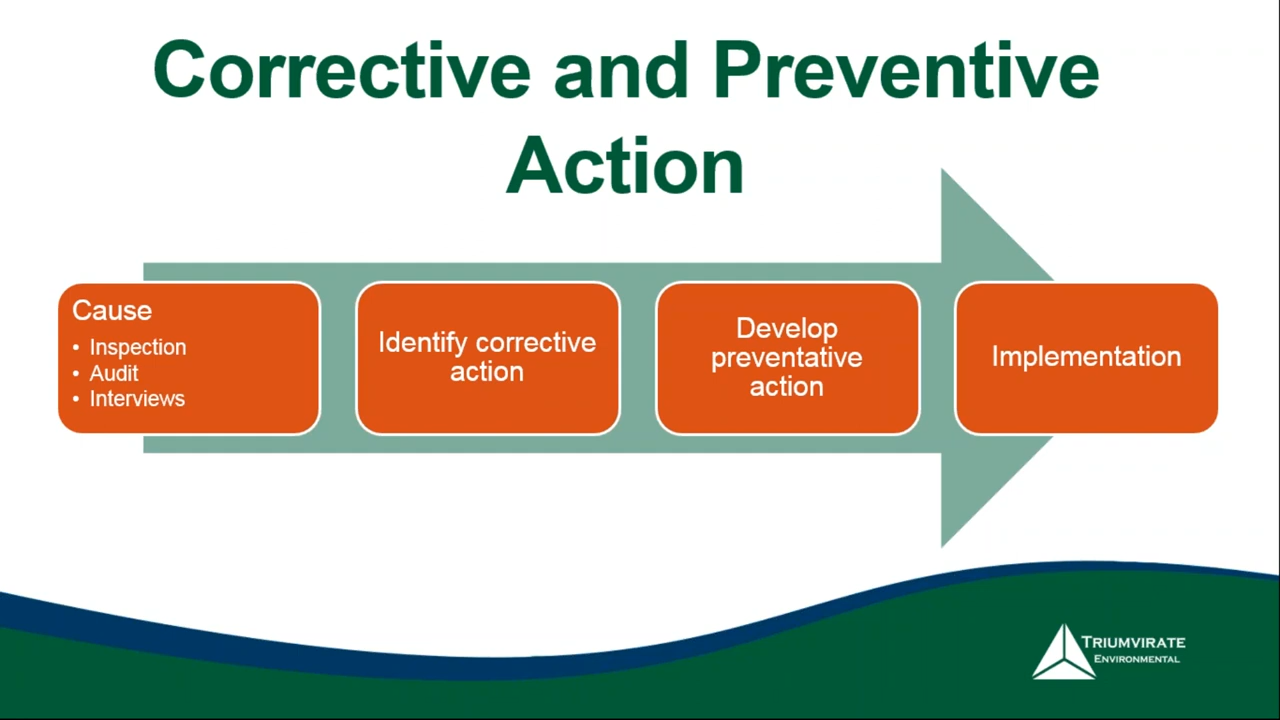 Corrective and Preventive
Action
Cause
• Inspection
• Audit
• Interviews
Identify corrective
action
Develop
preventative
action
Implementation
TRIUMVIRATE
ENVIRONMENTAL